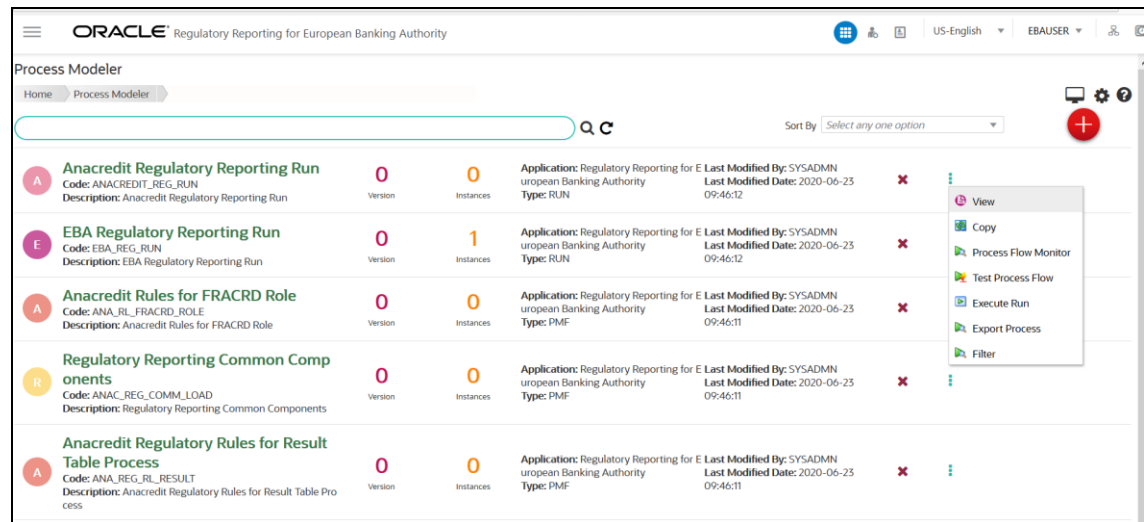 ORACLE® Regulatory Reporting for European Banking Authority
US-English
EBAUSER
Process Modeler
Home Process Modeler
Sort By Select any one option
A
Anacredit Regulatory Reporting Run
Code: ANACREDIT_REG_RUN
Description: Anacredit Regulatory Reporting Run
0
Version
0
Instances
Application: Regulatory Reporting for E
uropean Banking Authority
Type: RUN
Last Modified By: SYSADMN
Last Modified Date: 2020-06-23
09:46:12
View
Copy
Process Flow Monitor
Test Process Flow
Execute Run
Export Process
Filter
E
EBA Regulatory Reporting Run
Code: EBA_REG_RUN
Description: EBA Regulatory Reporting Run
0
Version
1
Instances
Application: Regulatory Reporting for E
uropean Banking Authority
Type: RUN
Last Modified By: SYSADMN
Last Modified Date: 2020-06-23
09:46:12
A
Anacredit Rules for FRACRD Role
Code: ANA_RL_FRACRD_ROLE
Description: Anacredit Rules for FRACRD Role
0
Version
0
Instances
Application: Regulatory Reporting for E
uropean Banking Authority
Type: PMF
Last Modified By: SYSADMN
Last Modified Date: 2020-06-23
09:46:11
R
Regulatory Reporting Common Comp
onents
Code: ANAC_REG_COMM_LOAD
Description: Regulatory Reporting Common Components
0
Version
0
Instances
Application: Regulatory Reporting for E
uropean Banking Authority
Type: PMF
Last Modified By: SYSADMN
Last Modified Date: 2020-06-23
09:46:11
A
Anacredit Regulatory Rules for Result
Table Process
Code: ANA_REG_RL_RESULT
Description: Anacredit Regulatory Rules for Result Table Pro
cess
0
Version
0
Instances
Application: Regulatory Reporting for E
uropean Banking Authority
Type: PMF
Last Modified By: SYSADMN
Last Modified Date: 2020-06-23
09:46:11